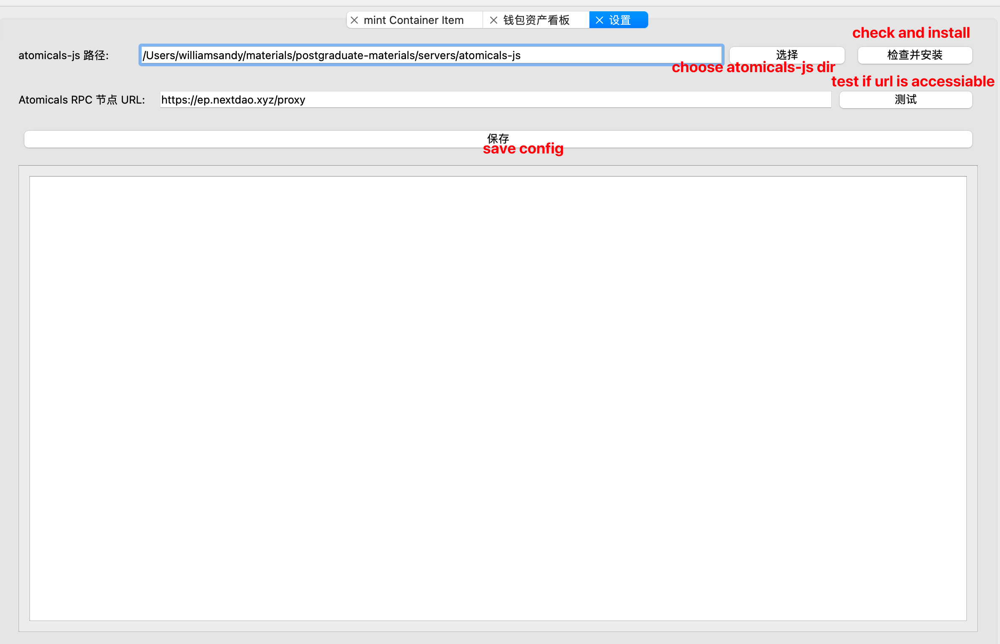 mint Container Item
钱包资产看板
设置
check and install
atomicals-js 路径:
/Users/williamsandy/materials/postgraduate-materials/servers/atomicals-js
选择
检查并安装
choose atomicals-js dir
test if url is accessiable
Atomicals RPC 节点 URL:
https://ep.nextdao.xyz/proxy
测试
保存
save config